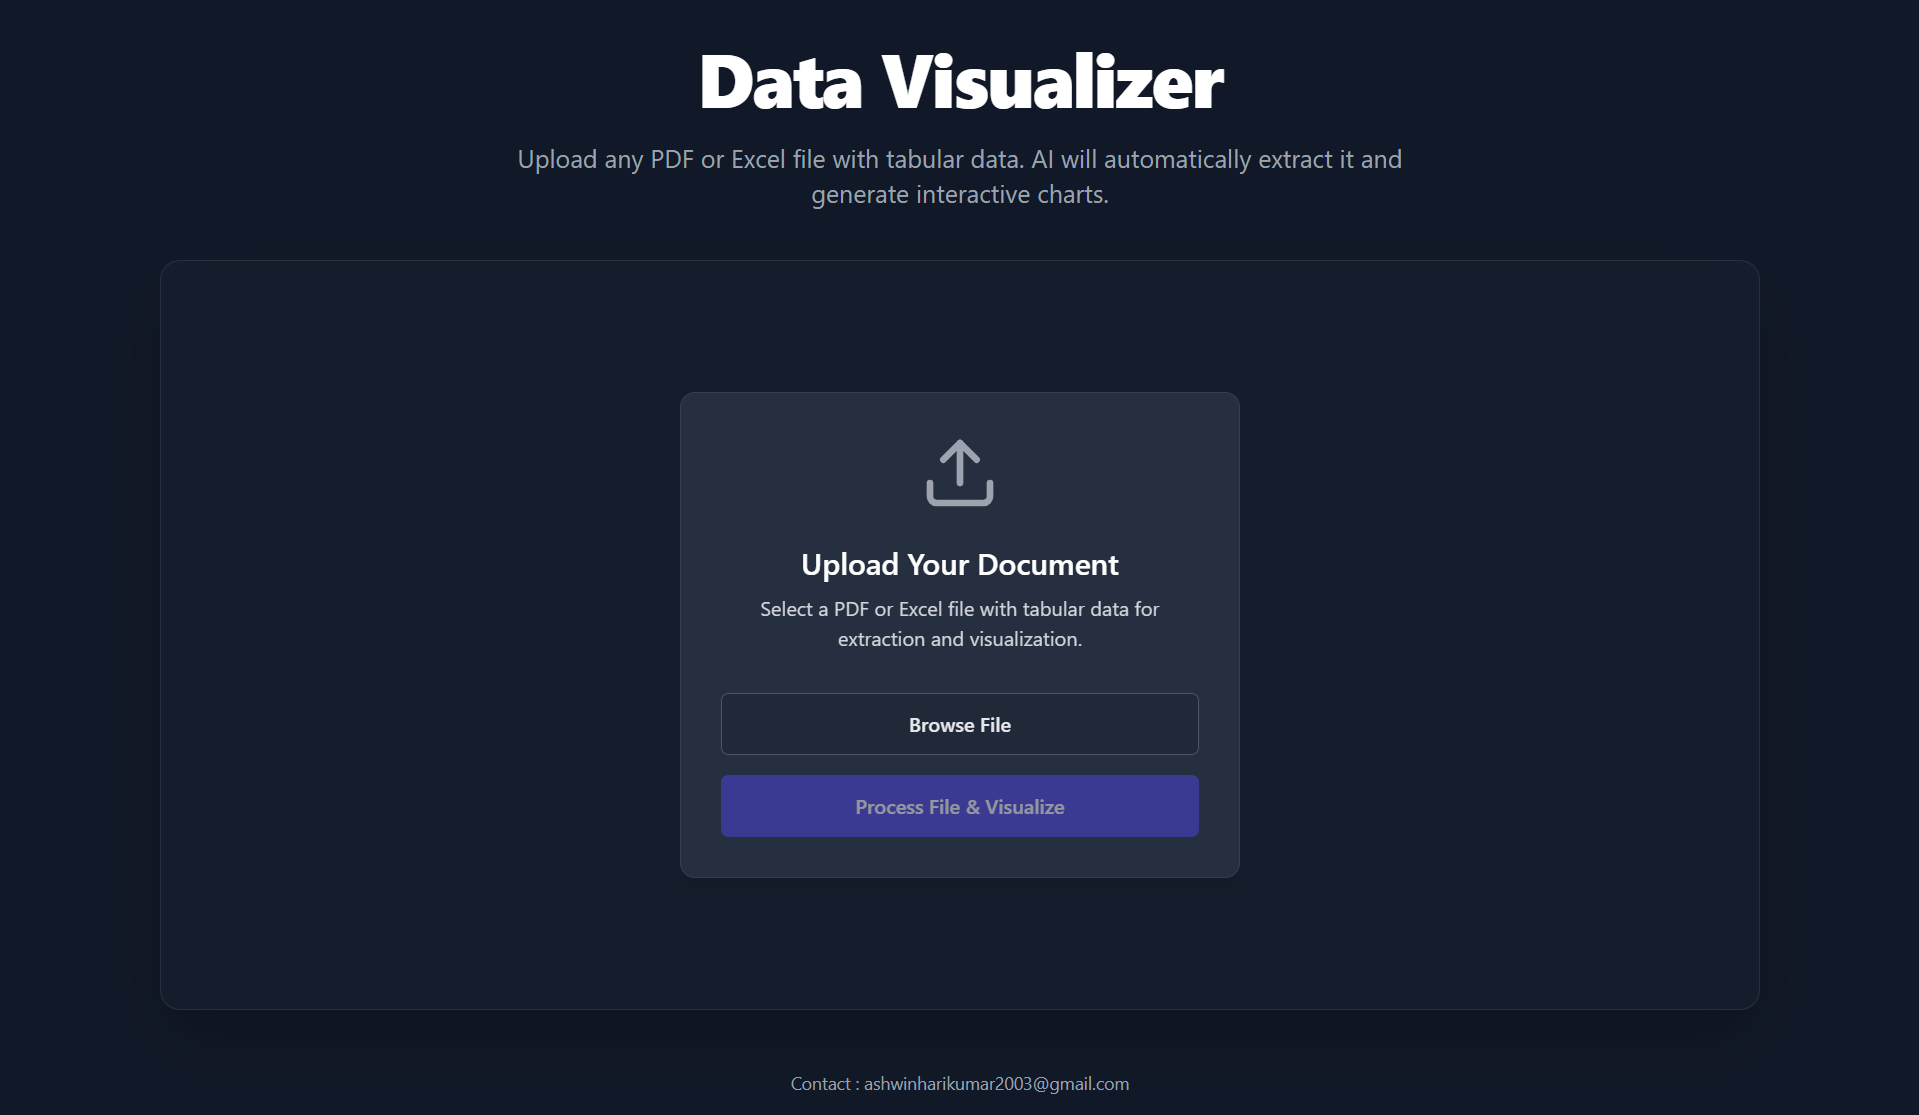 Data Visualizer
Upload any PDF or Excel file with tabular data. AI will automatically extract it and
generate interactive charts.
Upload Your Document
Select a PDF or Excel file with tabular data for
extraction and visualization.
Browse File
Process File & Visualize
Contact : ashwinharikumar2003@gmail.com